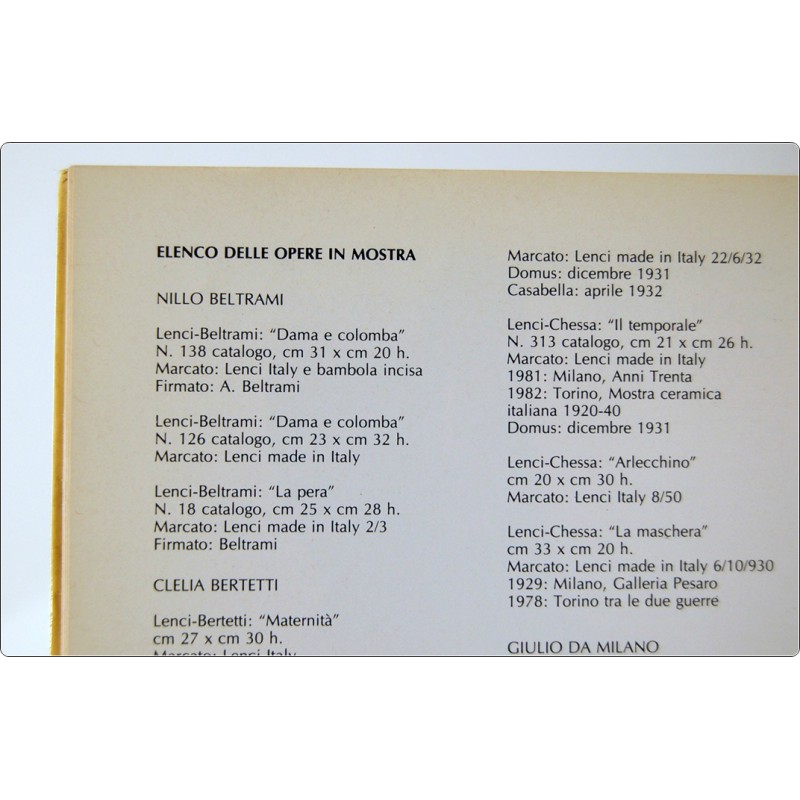 ELENCO DELLE OPERE IN MOSTRA
NILLO BELTRAMI
Lenci-Beltrami: “Dama e colomba”
N. 138 catalogo, cm 31 x cm 20 h.
Marcato: Lenci Italy e bambola incisa
Firmato: A. Beltrami
Lenci-Beltrami: “Dama e colomba”
N. 126 catalogo, cm 23 x cm 32 h.
Marcato: Lenci made in Italy
Lenci-Beltrami: “La pera”
N. 18 catalogo, cm 25 x cm 28 h.
Marcato: Lenci made in Italy 2/3
Firmato: Beltrami
CLELIA BERTETTI
Lenci-Bertetti: “Maternità”
cm 27 x cm 30 h.
Marcato: Lenci Italy
Marcato: Lenci made in Italy 22/6/32
Domus: dicembre 1931
Casabella: aprile 1932
Lenci-Chessa: “Il temporale”
N. 313 catalogo, cm 21 x cm 26 h.
Marcato: Lenci made in Italy
1981: Milano, Anni Trenta
1982: Torino, Mostra ceramica
italiana 1920-40
Domus: dicembre 1931
Lenci-Chessa: “Arlecchino”
cm 20 x cm 30 h.
Marcato: Lenci Italy 8/50
Lenci-Chessa: “La maschera”
cm 33 x cm 20 h.
Marcato: Lenci made in Italy 6/10/930
1929: Milano, Galleria Pesaro
1978: Torino tra le due guerre
GIULIO DA MILANO